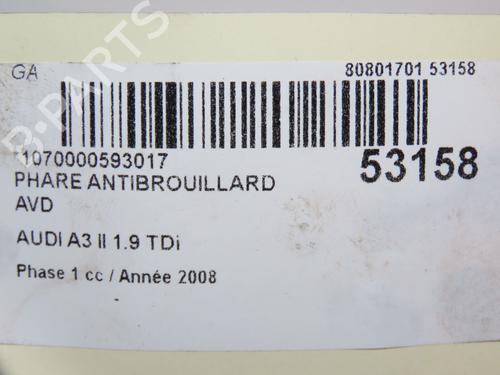 GA
80801701 53158
*1070000593017
53158
PHARE ANTIBROUILLARD
AVD
AUDI A3 II 1.9 TDi
Phase 1 cc / Année 2008
B-PARTS